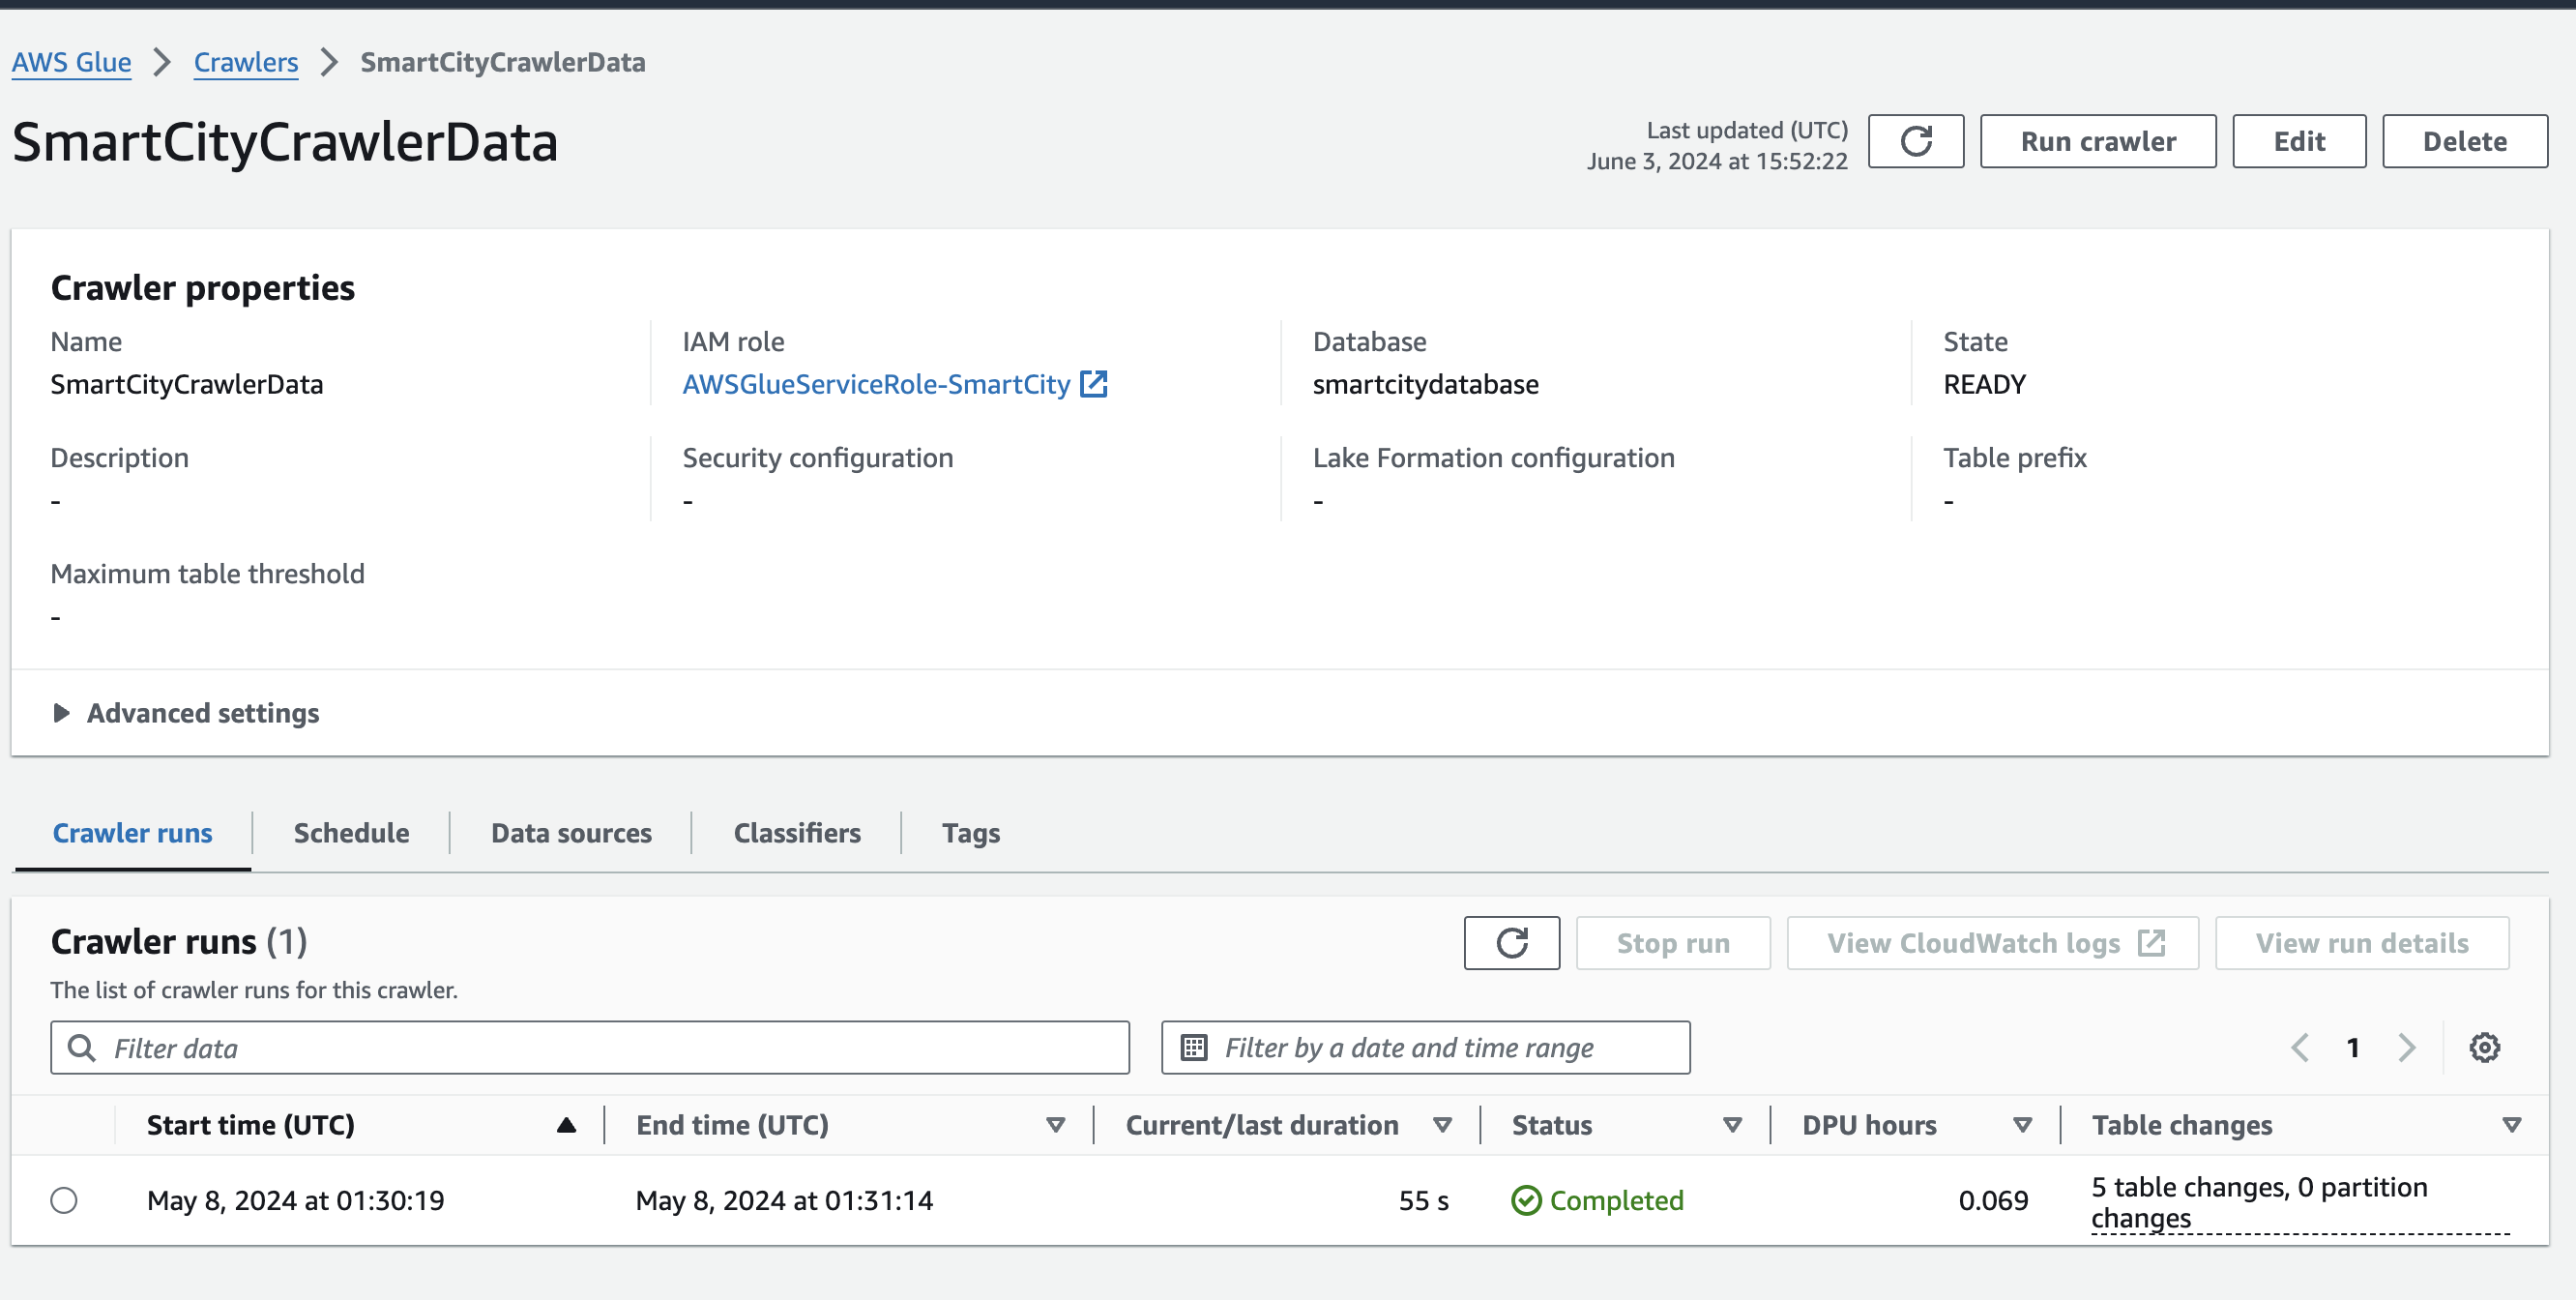 AWS Glue > Crawlers > SmartCityCrawlerData
SmartCityCrawlerData
Last updated (UTC)
June 3, 2024 at 15:52:22
Run crawler
Edit
Delete
Crawler properties
Name
SmartCityCrawlerData
IAM role
AWSGlueServiceRole-SmartCity
Database
smartcitydatabase
State
READY
Description
-
Security configuration
-
Lake Formation configuration
-
Table prefix
-
Maximum table threshold
-
Advanced settings
Crawler runs
Schedule
Data sources
Classifiers
Tags
Crawler runs (1)
The list of crawler runs for this crawler.
Stop run
View CloudWatch logs
View run details
Filter data
Filter by a date and time range
1
Start time (UTC)
End time (UTC)
Current/last duration
Status
DPU hours
Table changes
May 8, 2024 at 01:30:19
May 8, 2024 at 01:31:14
55 s
Completed
0.069
5 table changes, 0 partition
changes